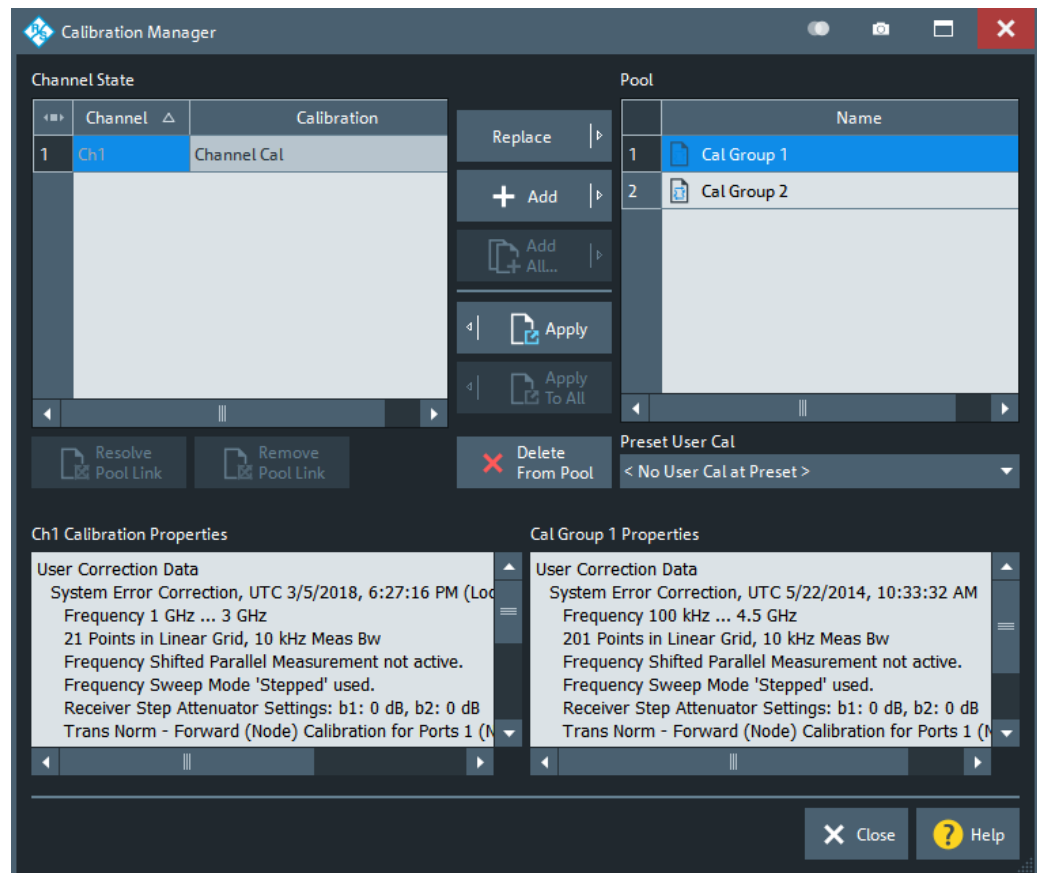 R&S
Calibration Manager
Channel State
Channel
Calibration
1
Ch1
Channel Cal
Replace
Add
Add
All...
Apply
Apply
To All
Delete
From Pool
Pool
Name
1
Cal Group 1
2
Cal Group 2
Resolve
Pool Link
Remove
Pool Link
Preset User Cal
< No User Cal at Preset >
Ch1 Calibration Properties
User Correction Data
System Error Correction, UTC 3/5/2018, 6:27:16 PM (Loc
Frequency 1 GHz ... 3 GHz
21 Points in Linear Grid, 10 kHz Meas Bw
Frequency Shifted Parallel Measurement not active.
Frequency Sweep Mode 'Stepped' used.
Receiver Step Attenuator Settings: b1: 0 dB, b2: 0 dB
Trans Norm - Forward (Node) Calibration for Ports 1 (N
Cal Group 1 Properties
User Correction Data
System Error Correction, UTC 5/22/2014, 10:33:32 AM
Frequency 100 kHz ... 4.5 GHz
201 Points in Linear Grid, 10 kHz Meas Bw
Frequency Shifted Parallel Measurement not active.
Frequency Sweep Mode 'Stepped' used.
Receiver Step Attenuator Settings: b1: 0 dB, b2: 0 dB
Trans Norm - Forward (Node) Calibration for Ports 1 (N
Close
? Help